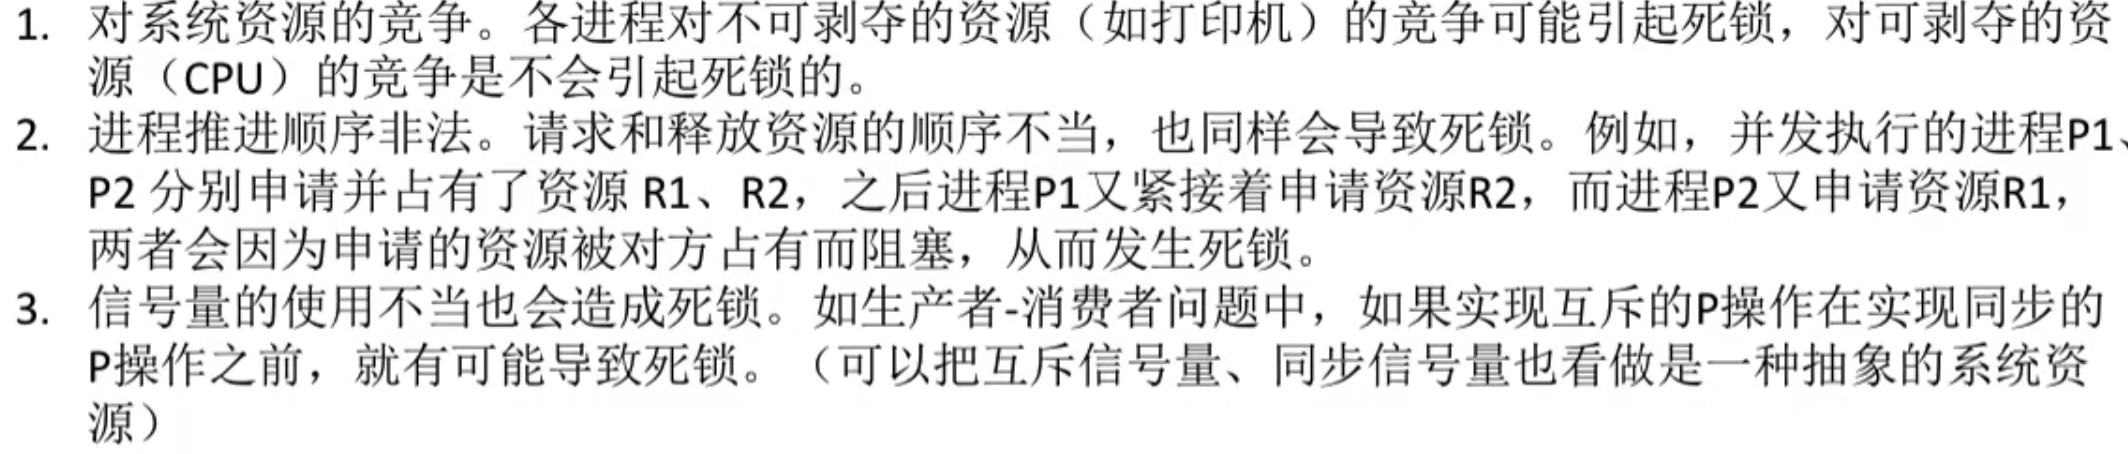 1. 对系统资源的竞争。各进程对不可剥夺的资源（如打印机）的竞争可能引起死锁，对可剥夺的资
源（CPU）的竞争是不会引起死锁的。
2. 进程推进顺序非法。请求和释放资源的顺序不当，也同样会导致死锁。例如，并发执行的进程P1、
P2 分别申请并占有了资源 R1、R2，之后进程P1又紧接着申请资源R2，而进程P2又申请资源R1，
两者会因为申请的资源被对方占有而阻塞，从而发生死锁。
3. 信号量的使用不当也会造成死锁。如生产者-消费者问题中，如果实现互斥的P操作在实现同步的
P操作之前，就有可能导致死锁。（可以把互斥信号量、同步信号量也看做是一种抽象的系统资
源）